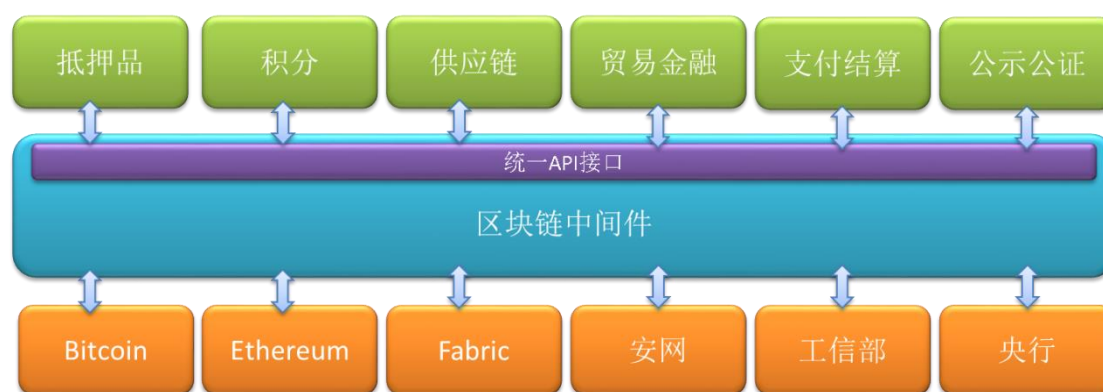 抵押品
积分
供应链
贸易金融
支付结算
公示公证
统一API接口
区块链中间件
Bitcoin
Ethereum
Fabric
安网
工信部
央行